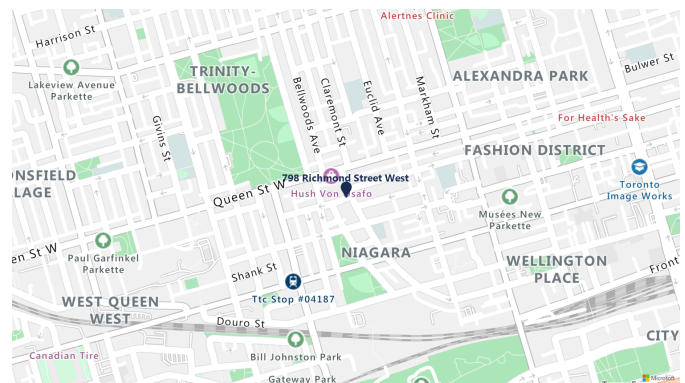 Alertnes Clinic
Harrison St
Bulwer St
TRINITY-
BELLWOODS
ALEXANDRA PARK
Lakeview Avenue
Parkette
Bellwoods Ave
Claremont St
Euclid Ave
Markham St
For Health's Sake
Givins St
FASHION DISTRICT
ONSFIELD
LAGE
798 Richmond Street West
Hush Von
Queen St W
Toronto
Image Works
Musées New
Parkette
en St W
NIAGARA
Paul Garfinkel
Parkette
WELLINGTON
PLACE
Front
Shank St
Ttc Stop #04187
WEST QUEEN
WEST
Douro St
CITY
Canadian Tire
Bill Johnston Park
Gateway Park
Microsoft